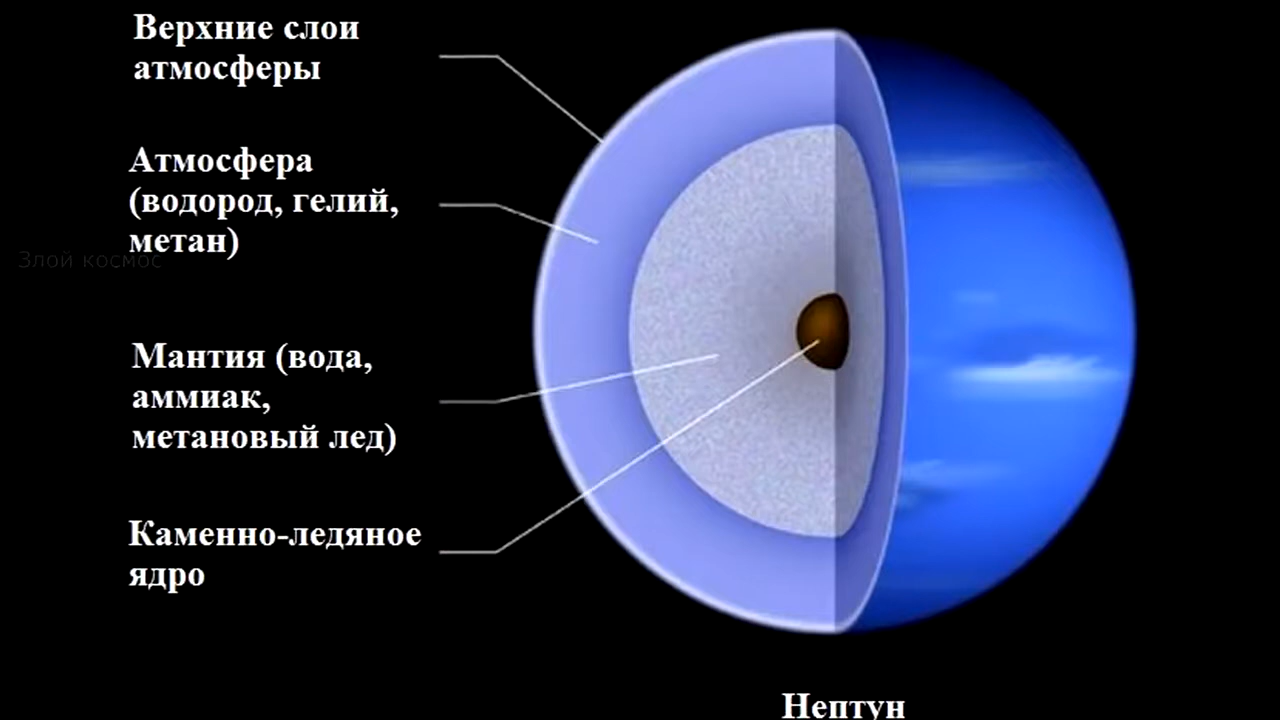 Верхние слои
атмосферы
Атмосфера
(водород, гелий,
метан)
Злой космос
Мантия (вода,
аммиак,
метановый лед)
Каменно-ледяное
ядро
Нептун